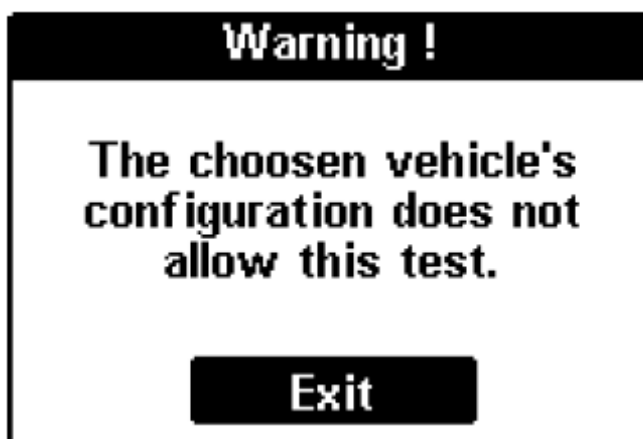 Warning !
The choosen vehicle's
configuration does not
allow this test.
Exit